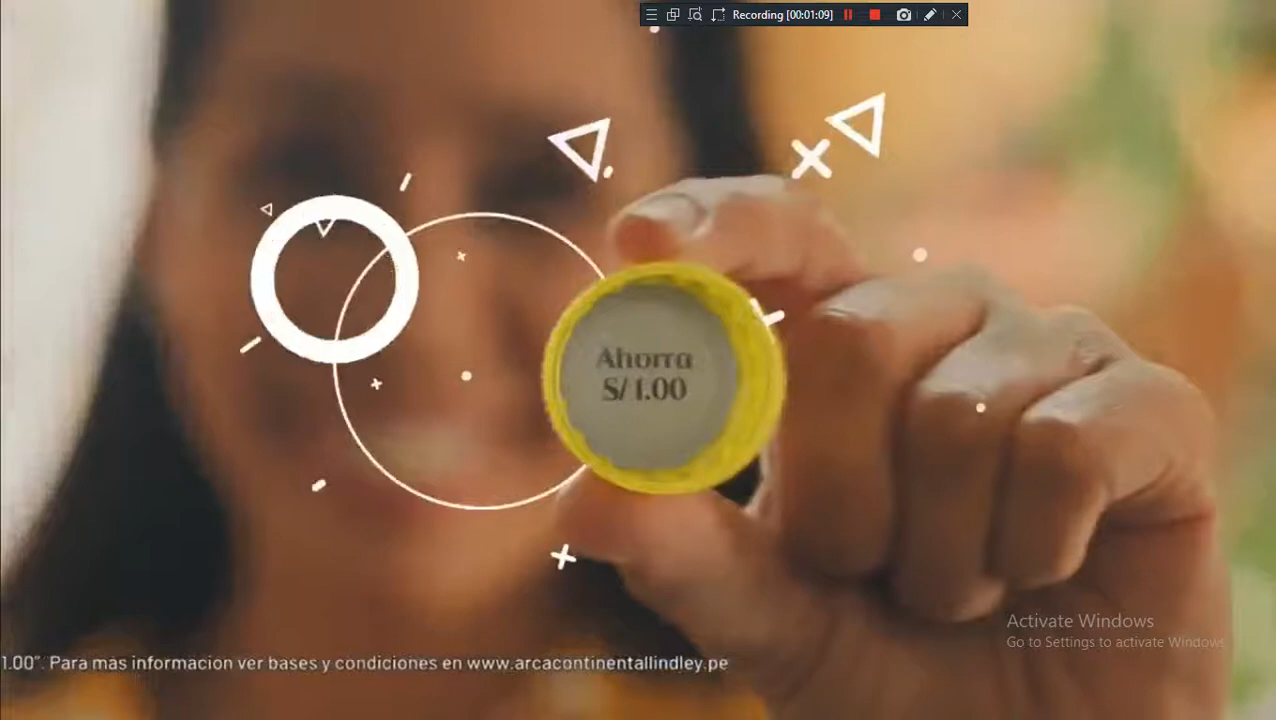 Recording [00:01:09]
Ahorra
S/ 1.00
Activate Windows
Go to Settings to activate Windows.
1.00". Para más informacion ver bases y condiciones en www.arcacontinentallindley.pe